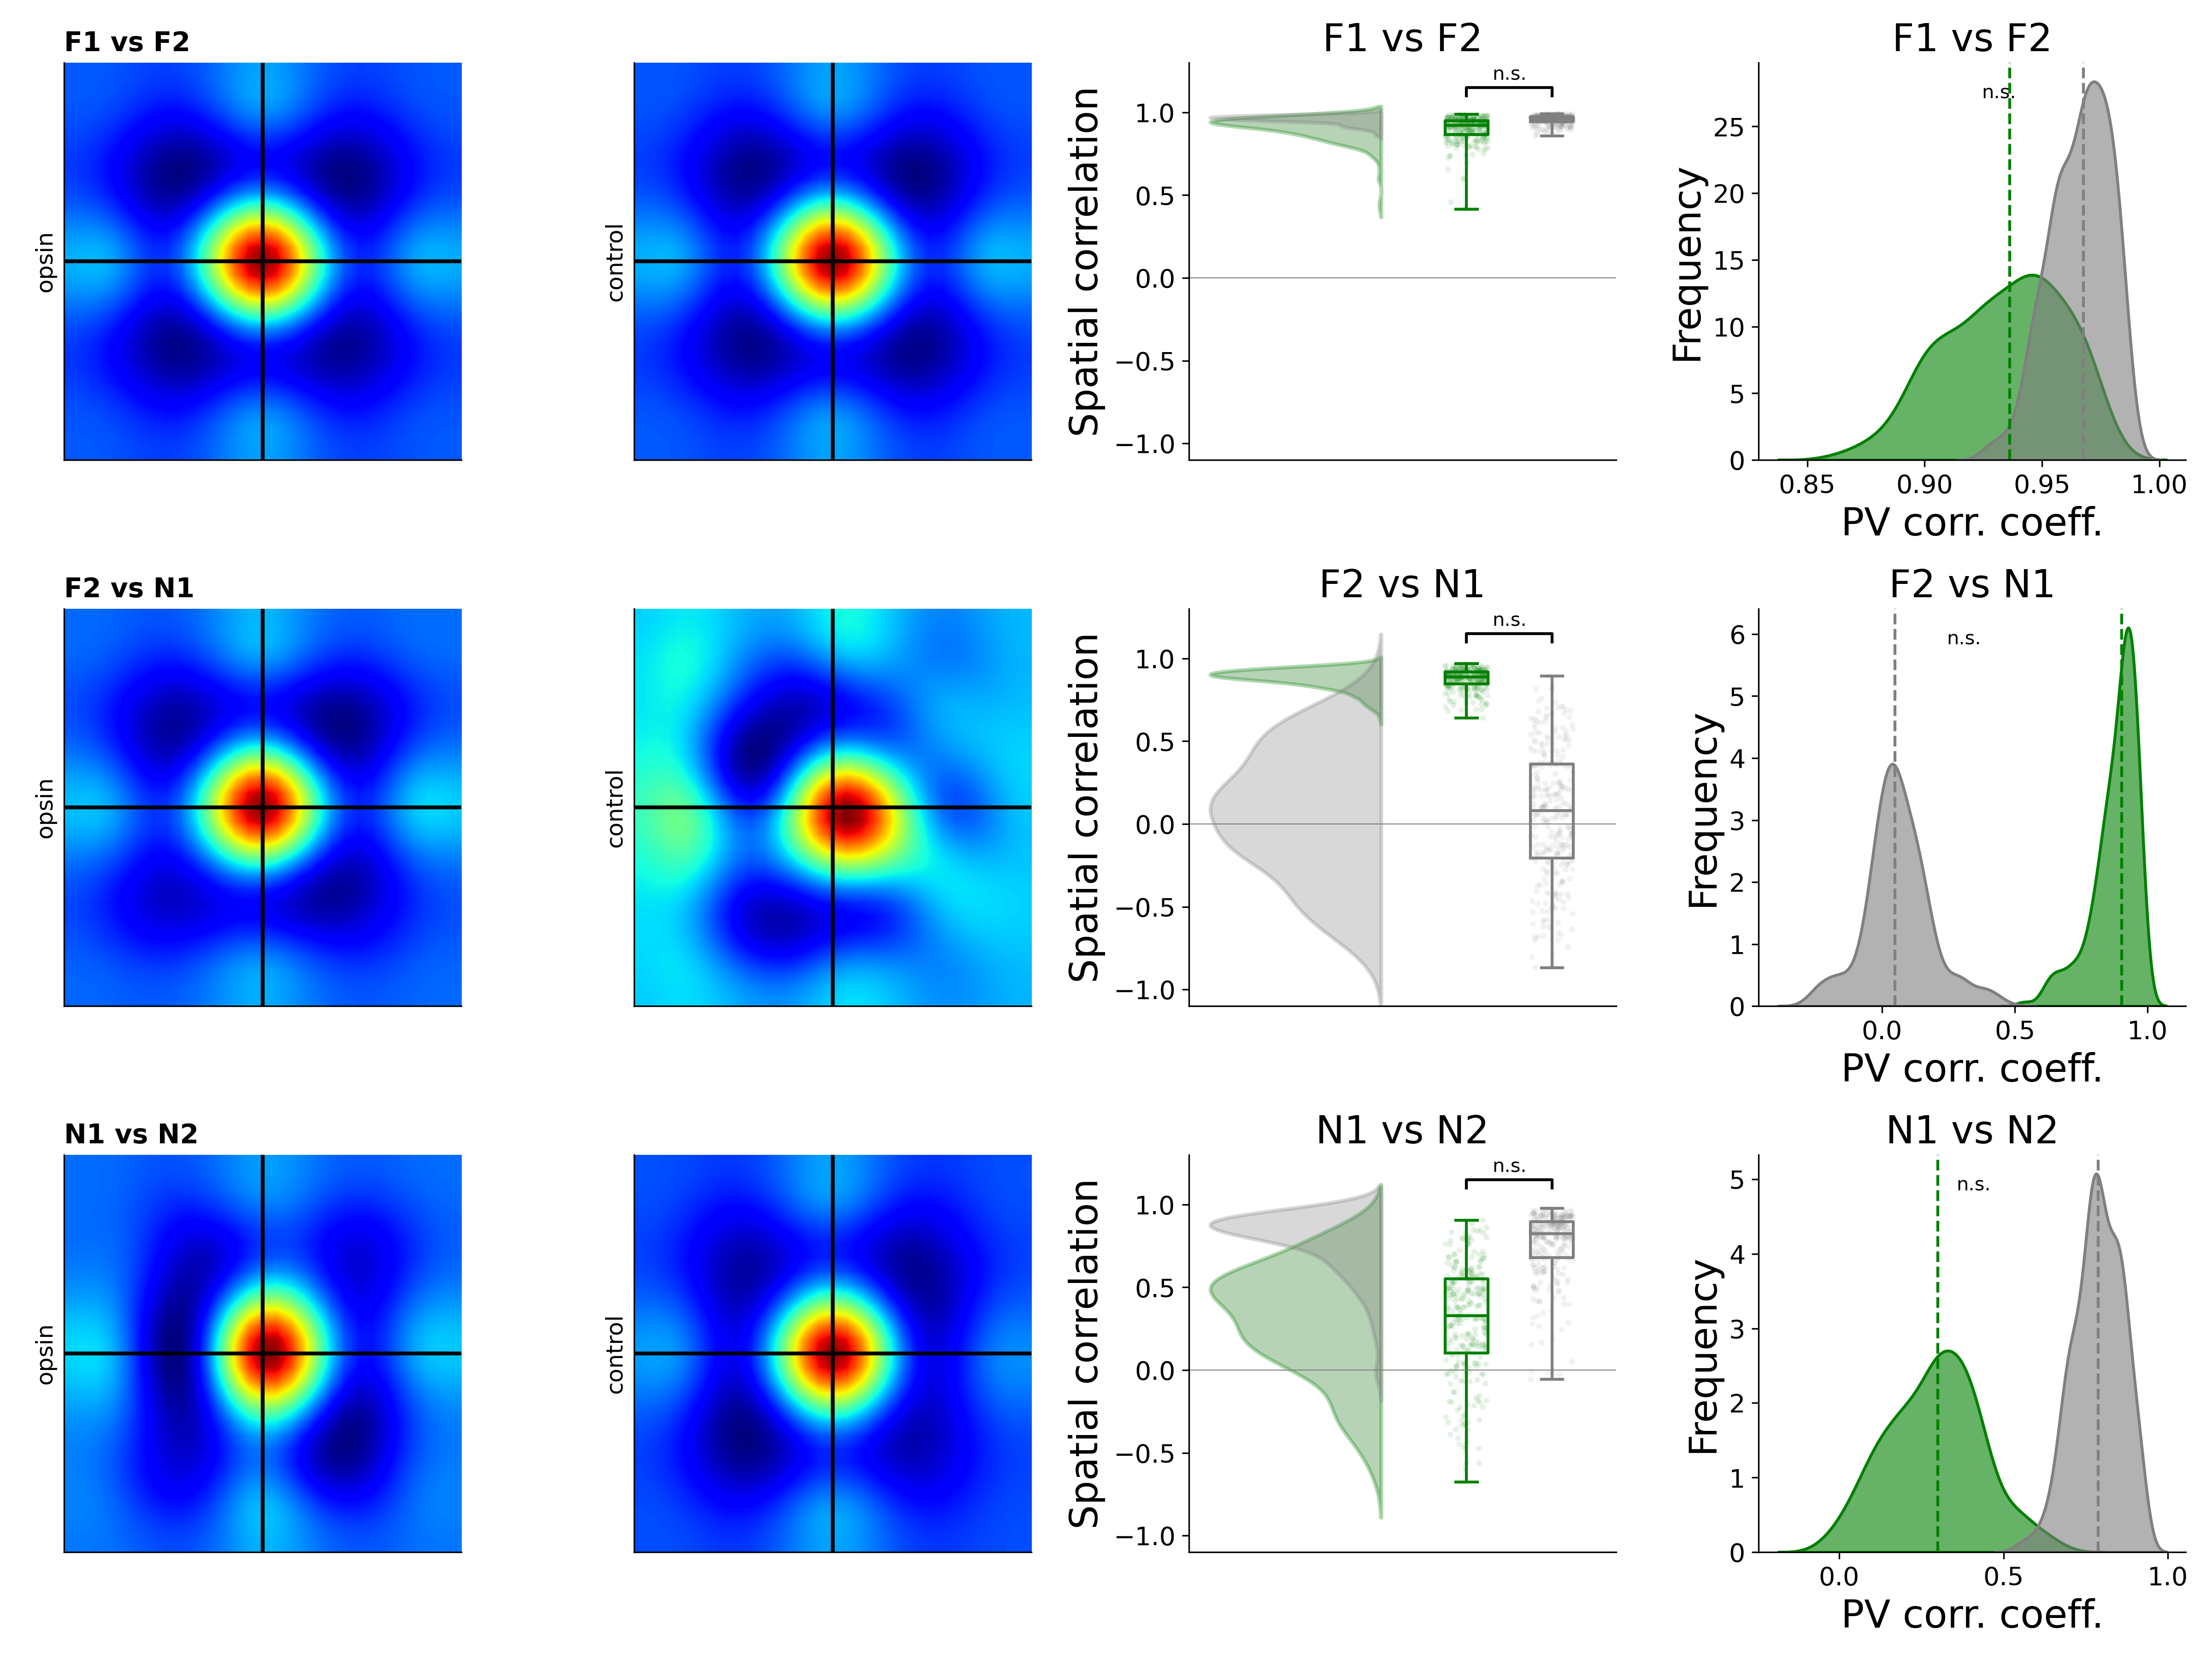 F1 vs F2
opsin
control
F1 vs F2
n.s.
Spatial correlation
1.0
0.5
0.0
−0.5
−1.0
F1 vs F2
n.s.
Frequency
25
20
15
10
5
0
0.85 0.90 0.95 1.00
PV corr. coeff.
F2 vs N1
opsin
control
F2 vs N1
n.s.
Spatial correlation
1.0
0.5
0.0
−0.5
−1.0
F2 vs N1
n.s.
Frequency
6
5
4
3
2
1
0
0.0 0.5 1.0
PV corr. coeff.
N1 vs N2
opsin
control
N1 vs N2
n.s.
Spatial correlation
1.0
0.5
0.0
−0.5
−1.0
N1 vs N2
n.s.
Frequency
5
4
3
2
1
0
0.0 0.5 1.0
PV corr. coeff.